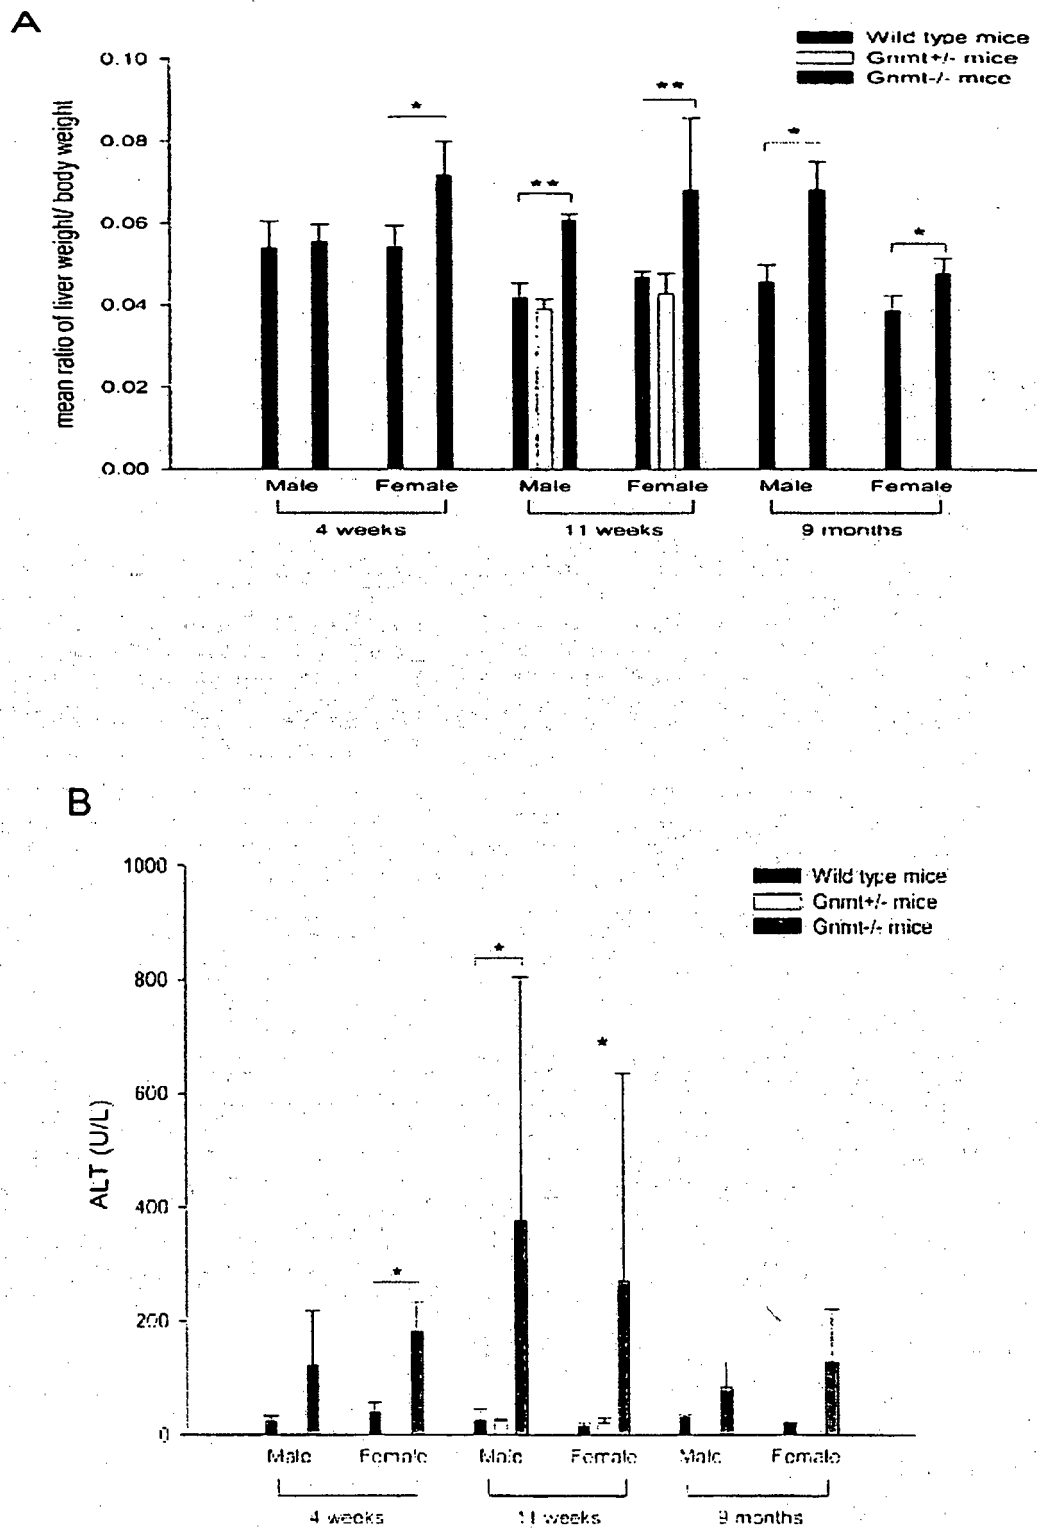 A
Wild type mice
Gnmt+/- mice
Gnmt-/- mice
mean ratio of liver weight/ body weight
0.10
0.08
0.06
0.04
0.02
0.00
*
**
**
*
*
Male Female Male Female Male Female
4 weeks 11 weeks 9 months
B
Wild type mice
Gnmt+/- mice
Gnmt-/- mice
ALT (U/L)
1000
800
600
400
200
0
*
*
*
Male Female Male Female Male Female
4 weeks 11 weeks 9 months